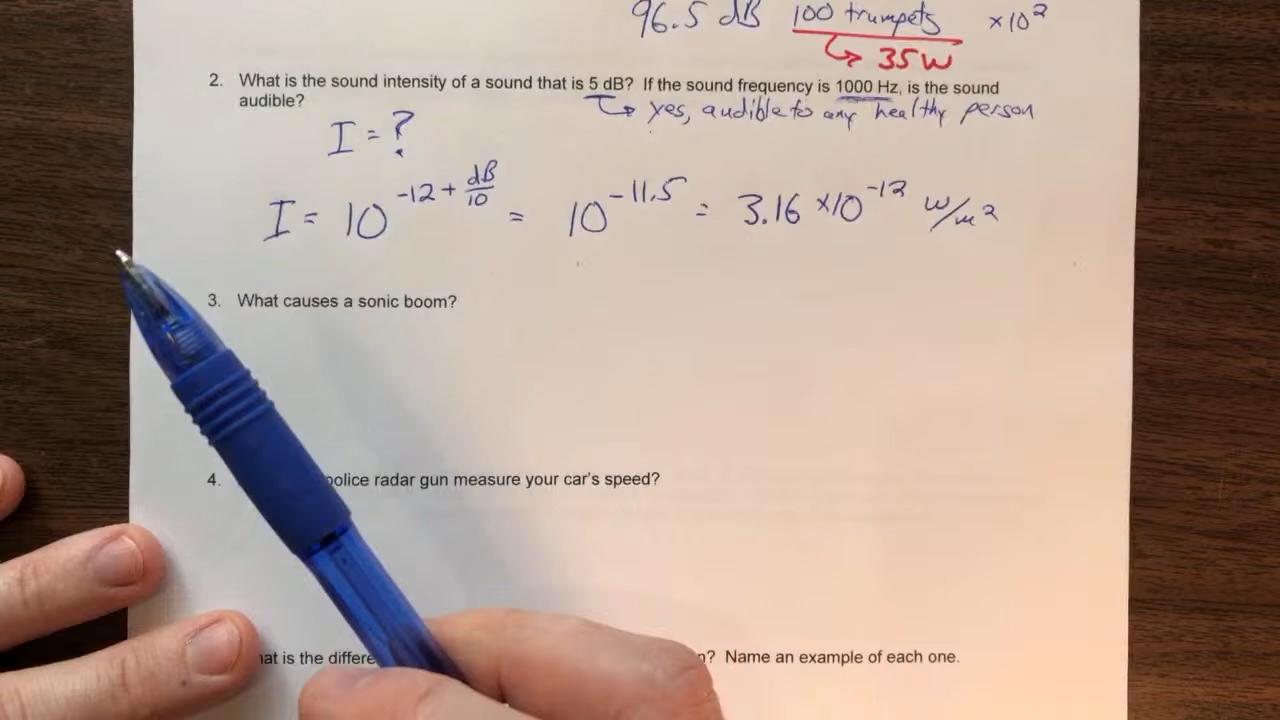 96.5 dB 100 trumpets ×10²
↳ 35W
2. What is the sound intensity of a sound that is 5 dB? If the sound frequency is 1000 Hz, is the sound
audible?
↳ yes, audible to any healthy person
I = ?
I = 10^(-12 + dB/10) = 10^(-11.5) = 3.16 ×10^(-12) W/m²
3. What causes a sonic boom?
4. police radar gun measure your car's speed?
is the ? Name an example of each one.